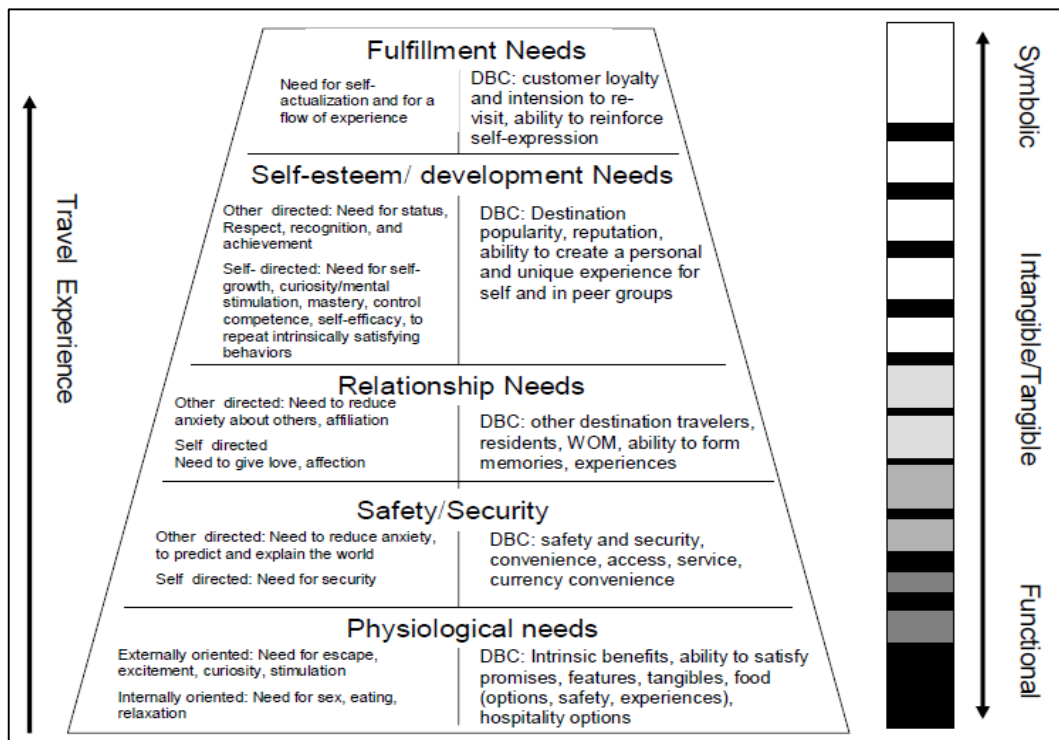 Fulfillment Needs
Need for self-
actualization and for a
flow of experience
DBC: customer loyalty
and intension to re-
visit, ability to reinforce
self-expression
Self-esteem/ development Needs
Other directed: Need for status,
Respect, recognition, and
achievement
Self- directed: Need for self-
growth, curiosity/mental
stimulation, mastery, control
competence, self-efficacy, to
repeat intrinsically satisfying
behaviors
DBC: Destination
popularity, reputation,
ability to create a personal
and unique experience for
self and in peer groups
Relationship Needs
Other directed: Need to reduce
anxiety about others, affiliation
Self directed
Need to give love, affection
DBC: other destination travelers,
residents, WOM, ability to form
memories, experiences
Safety/Security
Other directed: Need to reduce anxiety,
to predict and explain the world
Self directed: Need for security
DBC: safety and security,
convenience, access, service,
currency convenience
Physiological needs
Externally oriented: Need for escape,
excitement, curiosity, stimulation
Internally oriented: Need for sex, eating,
relaxation
DBC: Intrinsic benefits, ability to satisfy
promises, features, tangibles, food
(options, safety, experiences),
hospitality options
Travel Experience
Symbolic
Intangible/Tangible
Functional